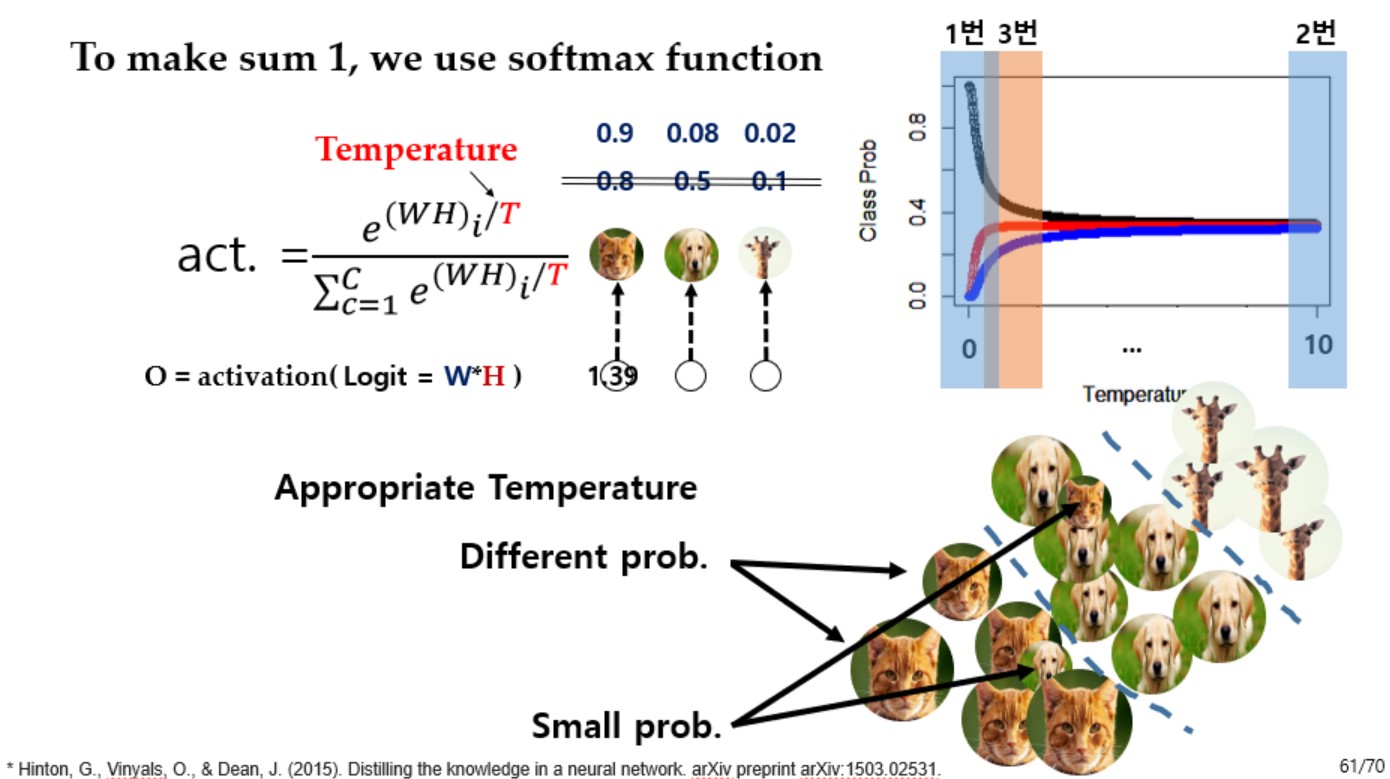 To make sum 1, we use softmax function
Temperature
0.9 0.08 0.02
0.8 0.5 0.1
act. = e^{(WH)_i/T} / ∑_{c=1}^{C} e^{(WH)_i/T}
O = activation( Logit = W*H )
1.39
1번 3번 2번
Class Prob
0.8
0.4
0.0
0 ... 10
Appropriate Temperature
Different prob.
Small prob.
* Hinton, G., Vinyals, O., & Dean, J. (2015). Distilling the knowledge in a neural network. arXiv preprint arXiv:1503.02531.
61/70